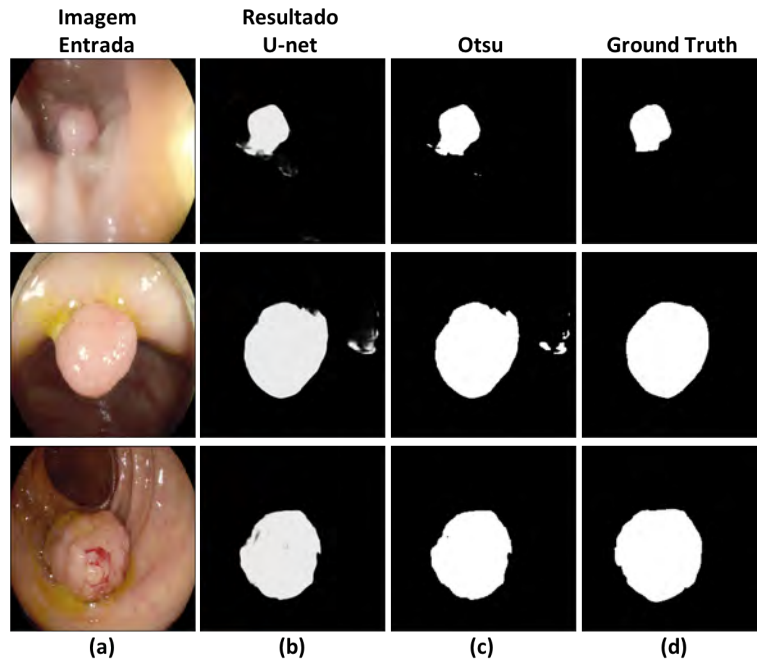 Imagem Entrada
Resultado U-net
Otsu
Ground Truth
(a)
(b)
(c)
(d)